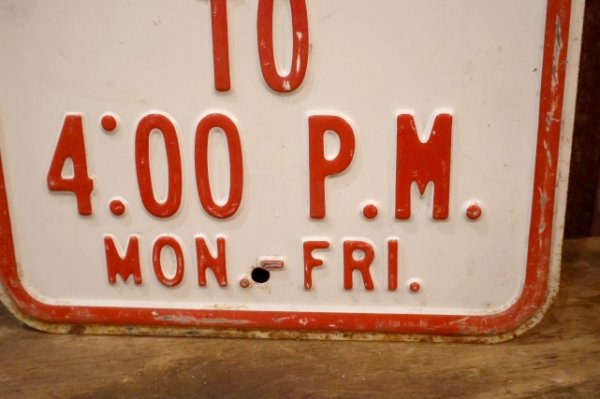 TO
4:00 P.M.
MON. - FRI.